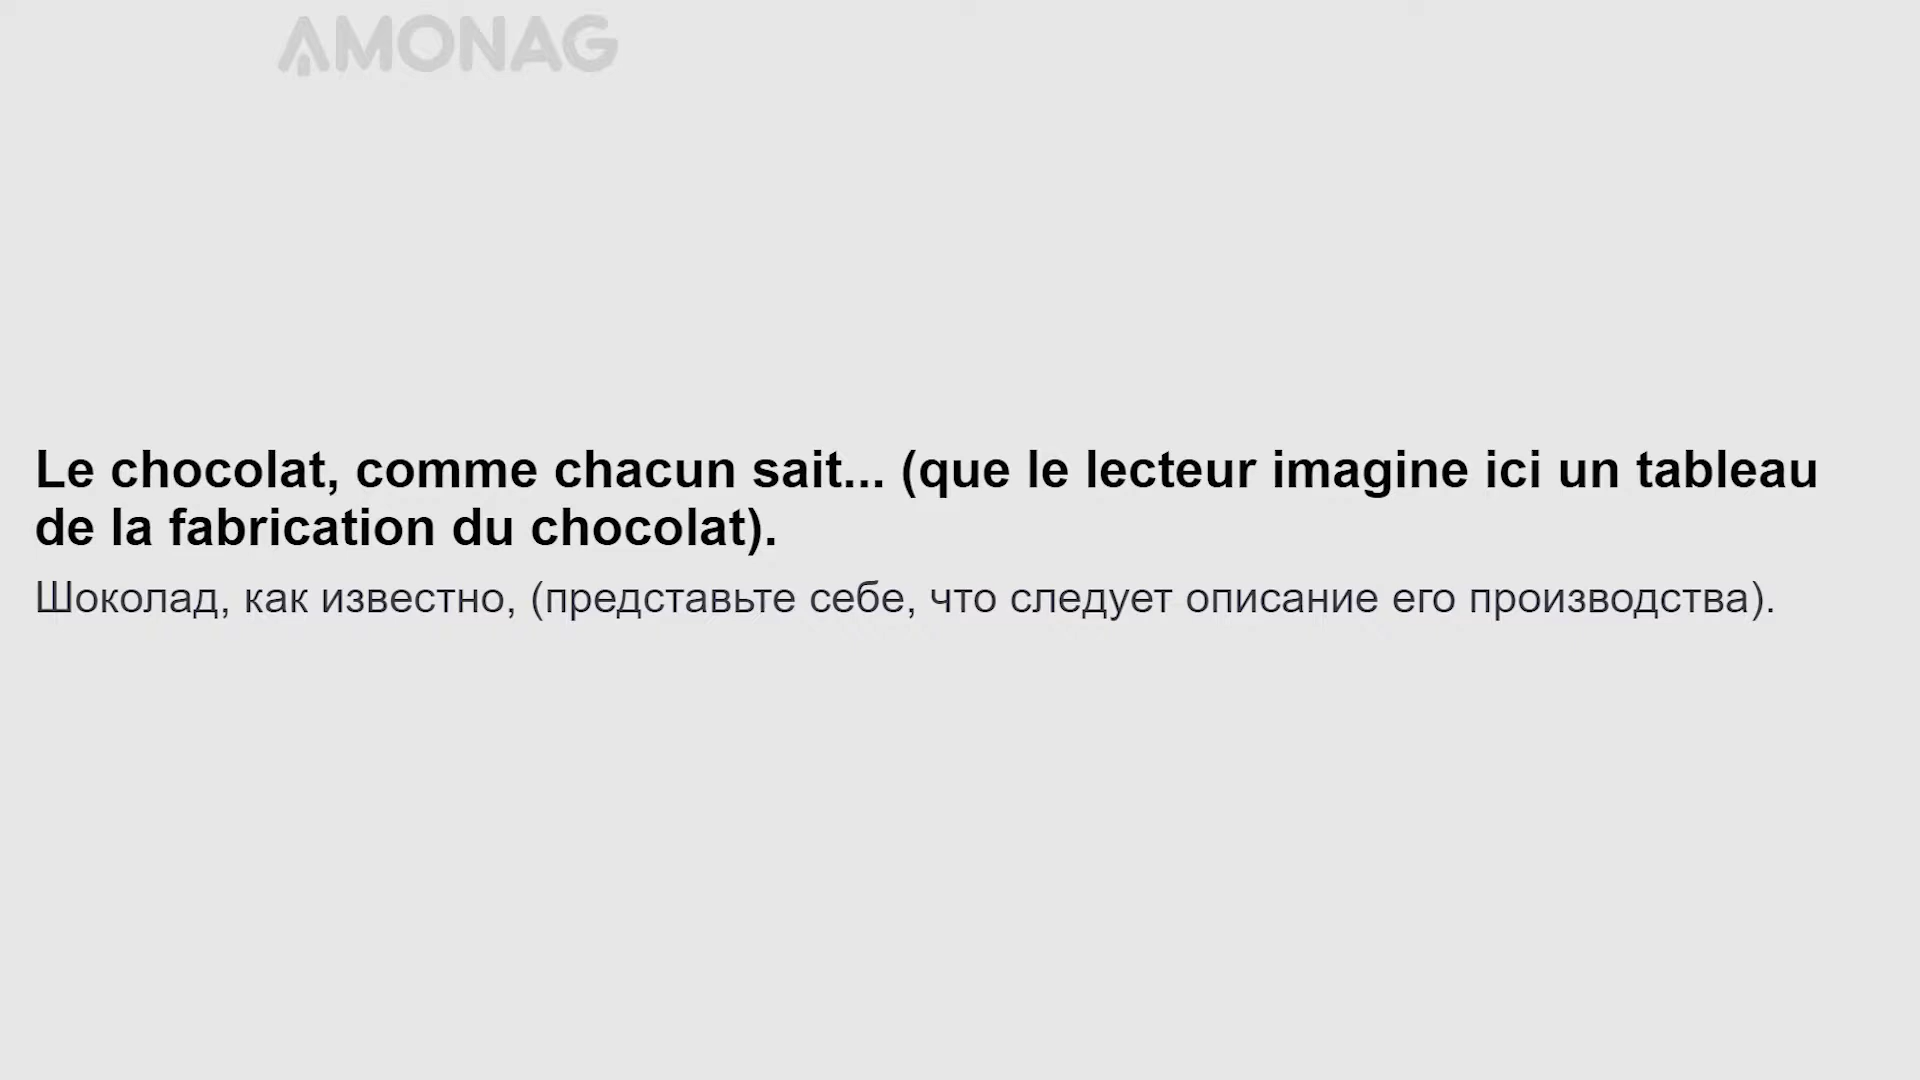 AMONAG
Le chocolat, comme chacun sait... (que le lecteur imagine ici un tableau
de la fabrication du chocolat).
Шоколад, как известно, (представьте себе, что следует описание его производства).